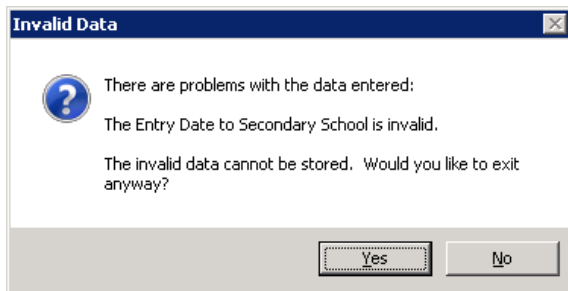 Invalid Data
There are problems with the data entered:
The Entry Date to Secondary School is invalid.
The invalid data cannot be stored.  Would you like to exit
anyway?
Yes
No